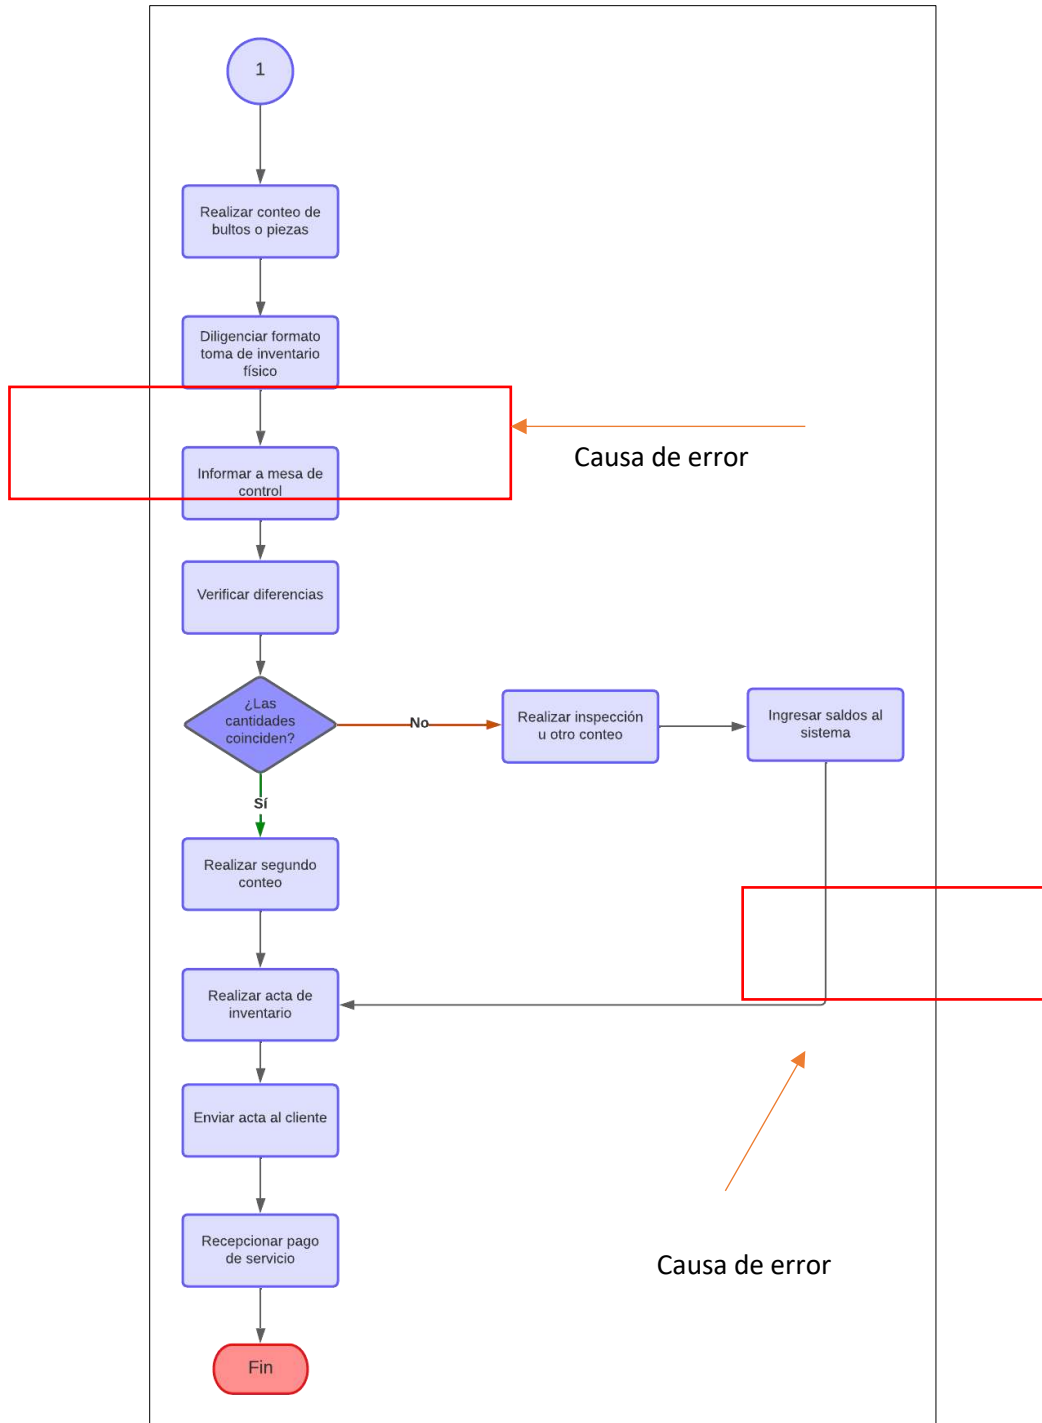 1
Realizar conteo de
bultos o piezas
Diligenciar formato
toma de inventario
físico
Causa de error
Informar a mesa de
control
Verificar diferencias
¿Las
cantidades
coinciden?
No
Realizar inspección
u otro conteo
Ingresar saldos al
sistema
Sí
Realizar segundo
conteo
Realizar acta de
inventario
Enviar acta al cliente
Recepcionar pago
de servicio
Causa de error
Fin